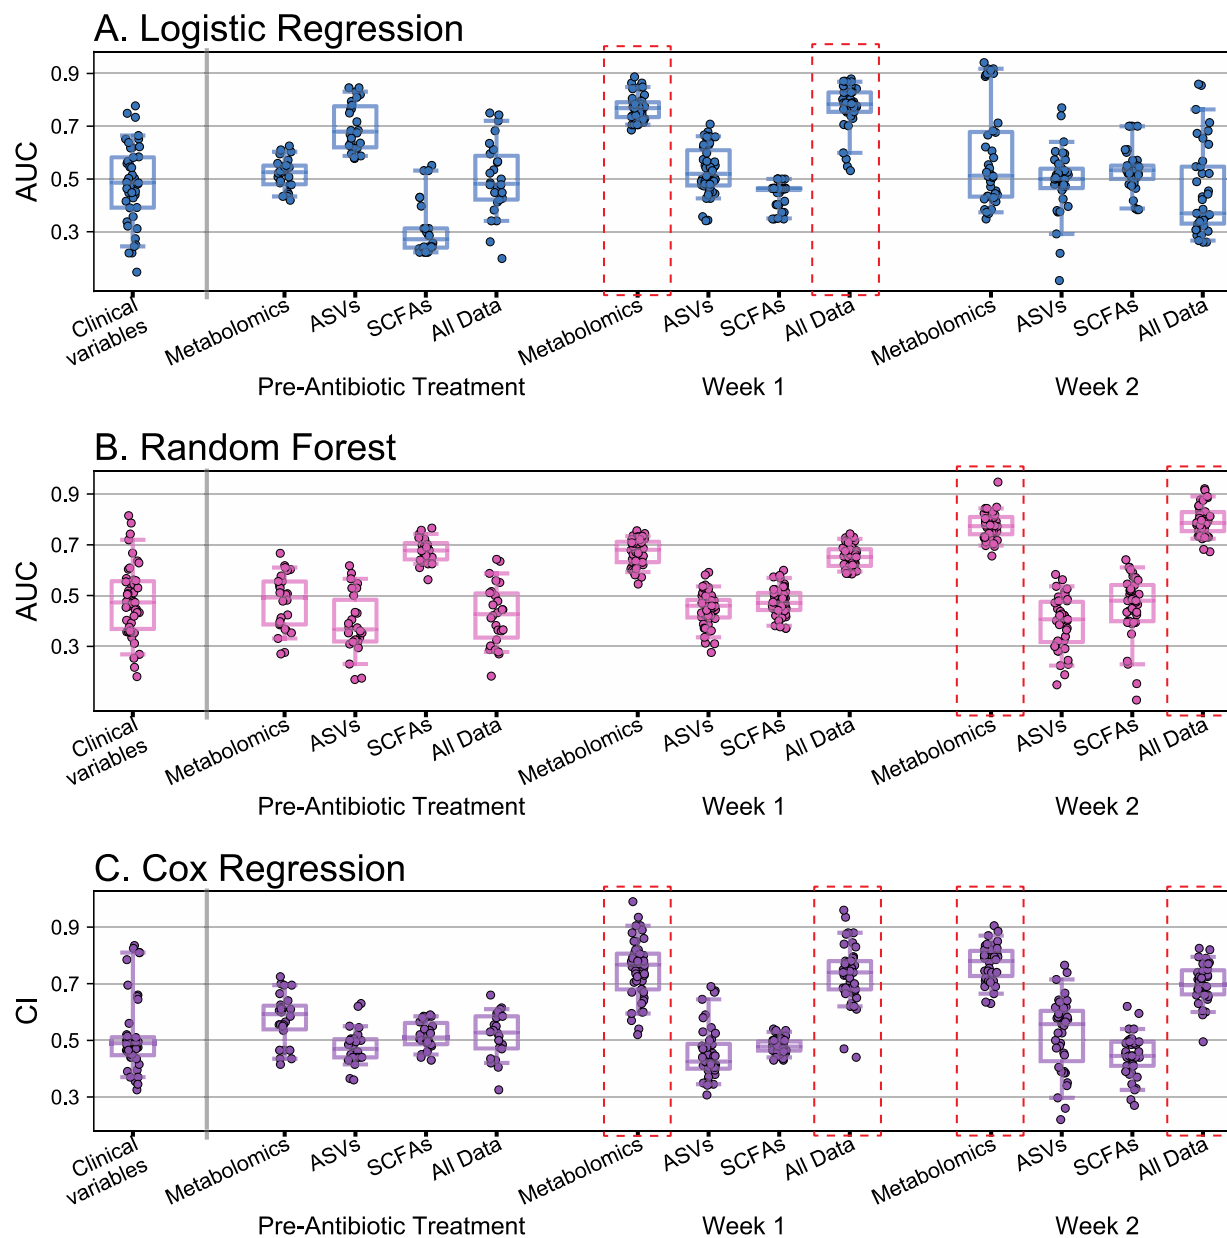 A. Logistic Regression
AUC
0.9
0.7
0.5
0.3
Clinical
variables
Metabolomics
ASVs
SCFAs
All Data
Metabolomics
ASVs
SCFAs
All Data
Metabolomics
ASVs
SCFAs
All Data
Pre-Antibiotic Treatment
Week 1
Week 2
B. Random Forest
AUC
0.9
0.7
0.5
0.3
Clinical
variables
Metabolomics
ASVs
SCFAs
All Data
Metabolomics
ASVs
SCFAs
All Data
Metabolomics
ASVs
SCFAs
All Data
Pre-Antibiotic Treatment
Week 1
Week 2
C. Cox Regression
CI
0.9
0.7
0.5
0.3
Clinical
variables
Metabolomics
ASVs
SCFAs
All Data
Metabolomics
ASVs
SCFAs
All Data
Metabolomics
ASVs
SCFAs
All Data
Pre-Antibiotic Treatment
Week 1
Week 2